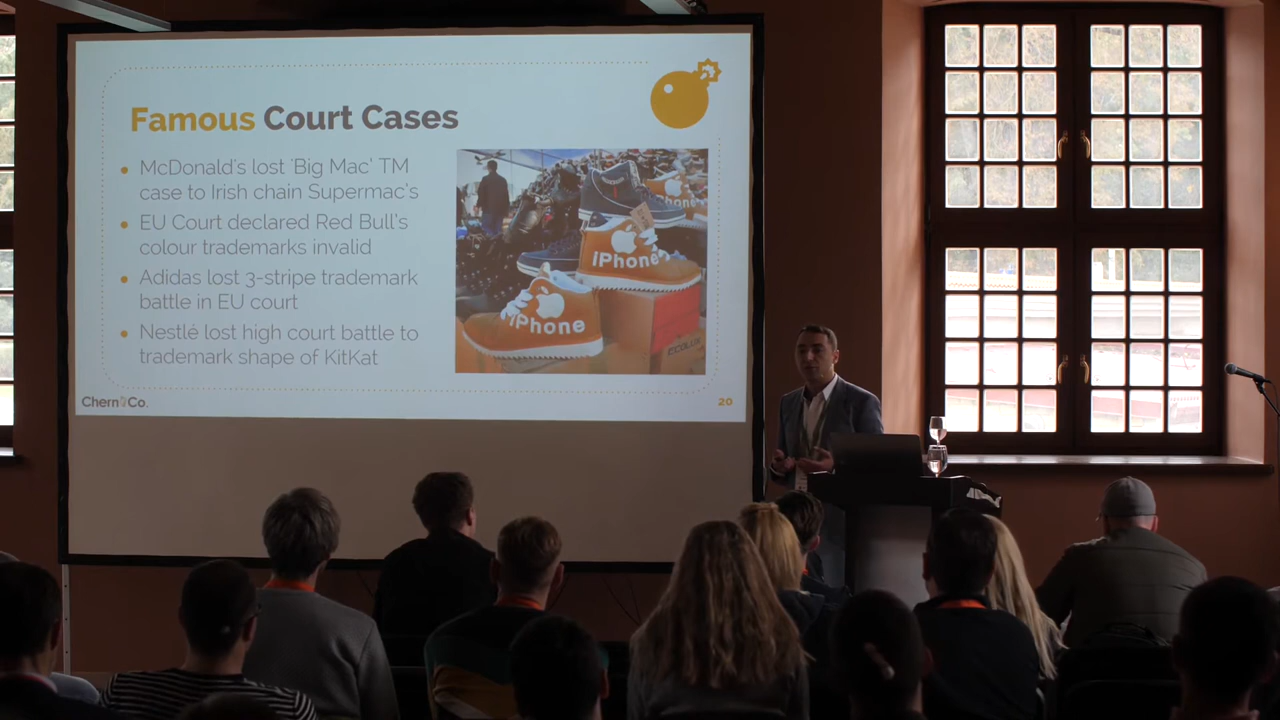 Famous Court Cases
• McDonald's lost 'Big Mac' TM
case to Irish chain Supermac's
• EU Court declared Red Bull's
colour trademarks invalid
• Adidas lost 3-stripe trademark
battle in EU court
• Nestlé lost high court battle to
trademark shape of KitKat
iPhone
iPhone
iPhone
ECOLUX
Chern Co.
20